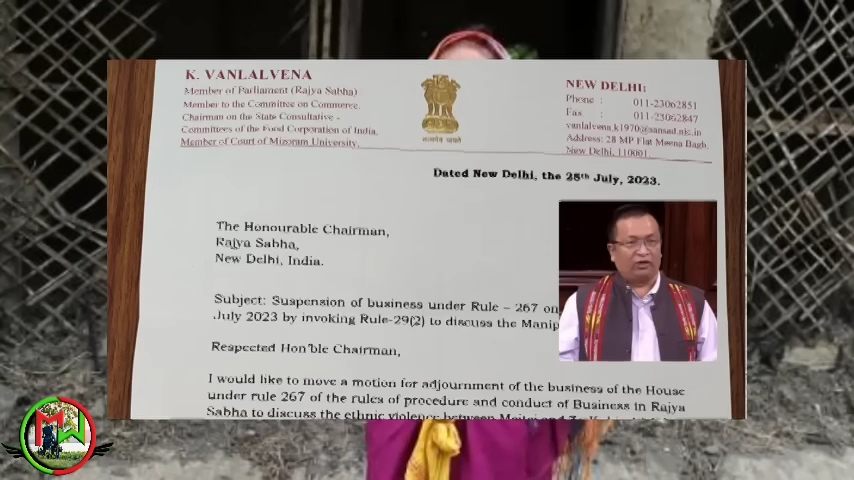 K. VANLALVENA
Member of Parliament (Rajya Sabha)
Member to the Committee on Commerce.
Chairman on the State Consultative -
Committees of the Food Corporation of India.
Member of Court of Mizoram University.
सत्यमेव जयते
NEW DELHI:
Phone : 011-23062851
Fax : 011-23062847
vanlalvena.k1970@sansad.nic.in
Address: 28 MP Flat Meena Bagh,
New Delhi, 110001.
Dated New Delhi, the 28th July, 2023.
The Honourable Chairman,
Rajya Sabha,
New Delhi, India.
Subject: Suspension of business under Rule – 267 on
July 2023 by invoking Rule-29(2) to discuss the Manip
Respected Hon'ble Chairman,
I would like to move a motion for adjournment of the business of the House
under rule 267 of the rules of procedure and conduct of Business in Rajya
Sabha to discuss the ethnic violence between Meitei and
MW